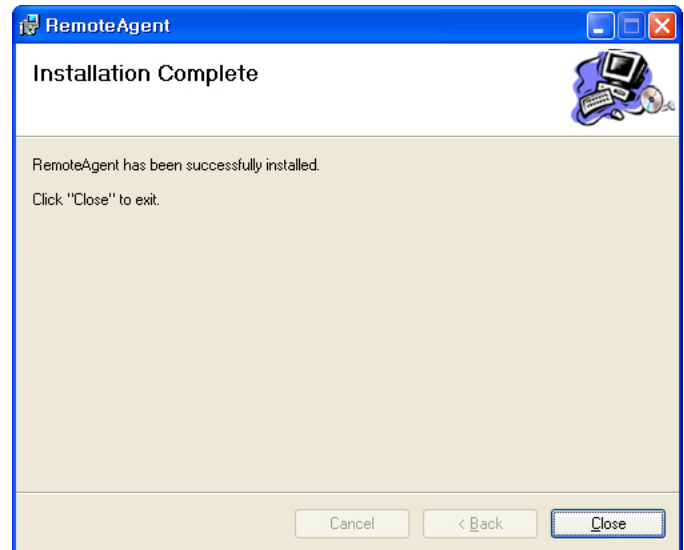 RemoteAgent
Installation Complete
RemoteAgent has been successfully installed.
Click "Close" to exit.
Cancel
< Back
Close